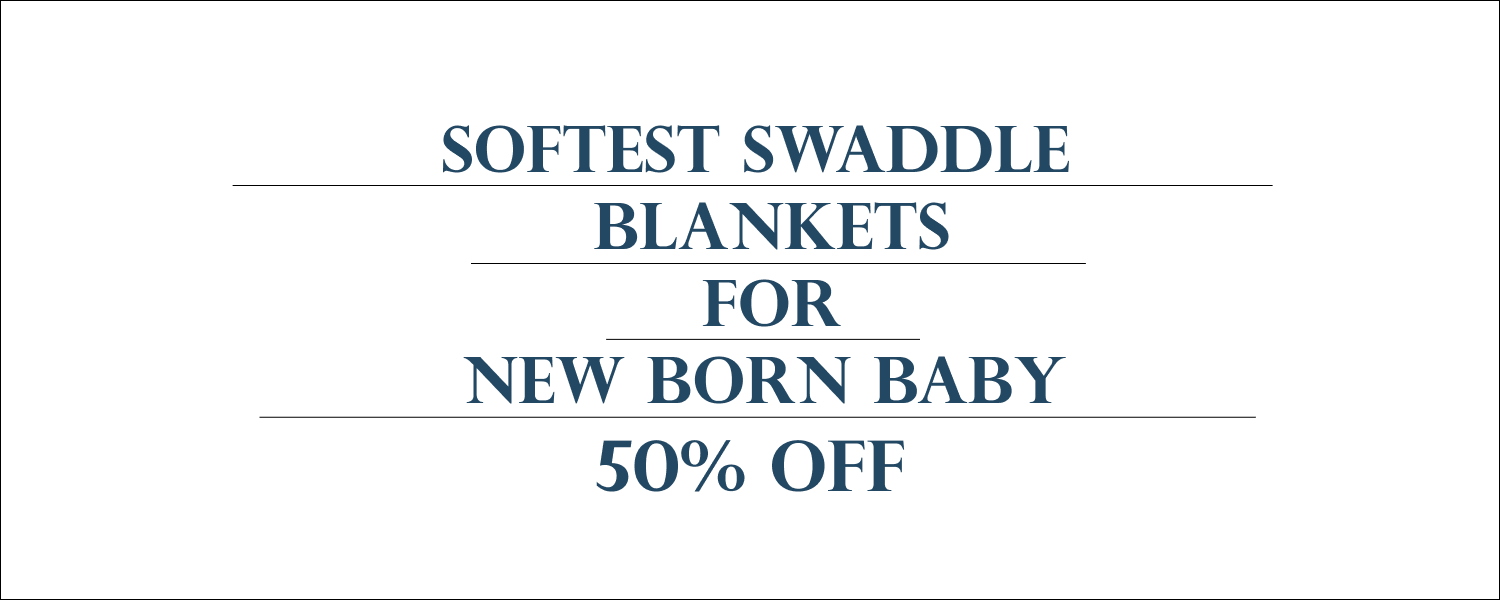 SOFTEST SWADDLE
BLANKETS
FOR
NEW BORN BABY
50% OFF